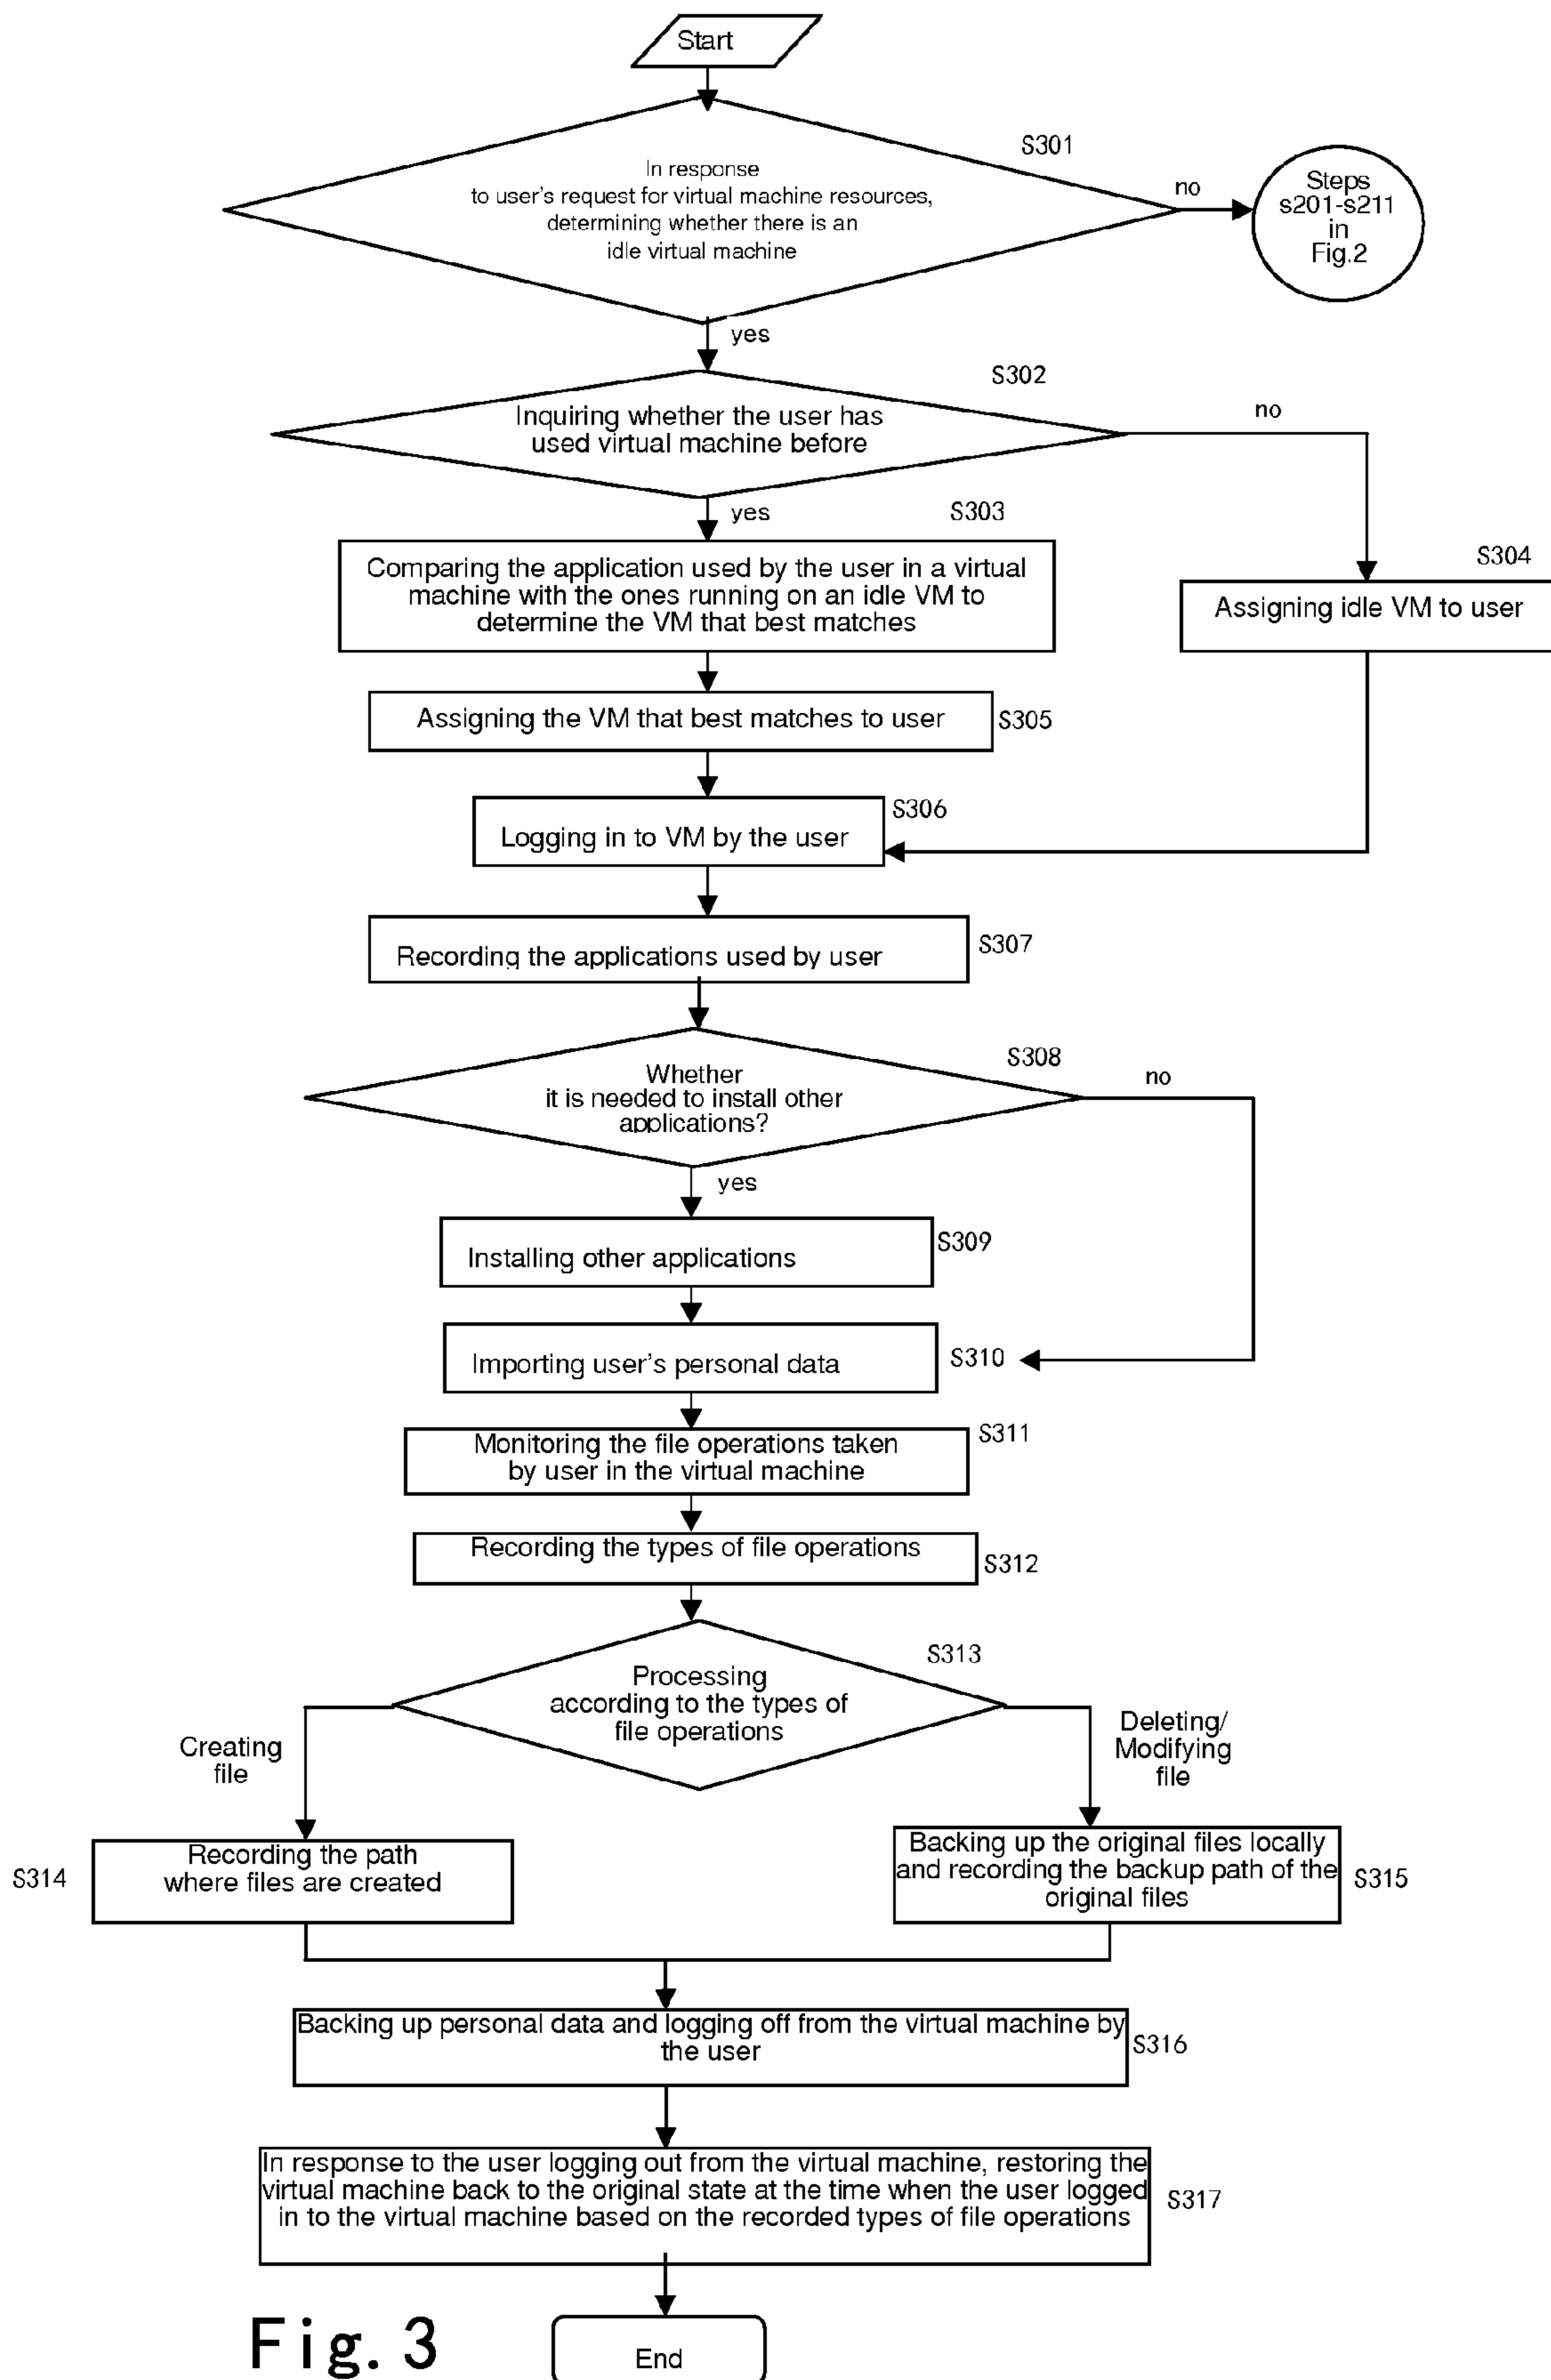 Start
S301
In response
to user's request for virtual machine resources,
determining whether there is an
idle virtual machine
no
Steps
s201-s211
in
Fig.2
yes
S302
Inquiring whether the user has
used virtual machine before
no
yes
S303
Comparing the application used by the user in a virtual
machine with the ones running on an idle VM to
determine the VM that best matches
S304
Assigning idle VM to user
Assigning the VM that best matches to user
S305
S306
Logging in to VM by the user
S307
Recording the applications used by user
S308
Whether
it is needed to install other
applications?
no
yes
S309
Installing other applications
Importing user's personal data
S310
S311
Monitoring the file operations taken
by user in the virtual machine
Recording the types of file operations
S312
S313
Processing
according to the types of
file operations
Creating
file
Deleting/
Modifying
file
S314
Recording the path
where files are created
Backing up the original files locally
and recording the backup path of the
original files
S315
Backing up personal data and logging off from the virtual machine by
the user
S316
In response to the user logging out from the virtual machine, restoring the
virtual machine back to the original state at the time when the user logged
in to the virtual machine based on the recorded types of file operations
S317
Fig. 3
End